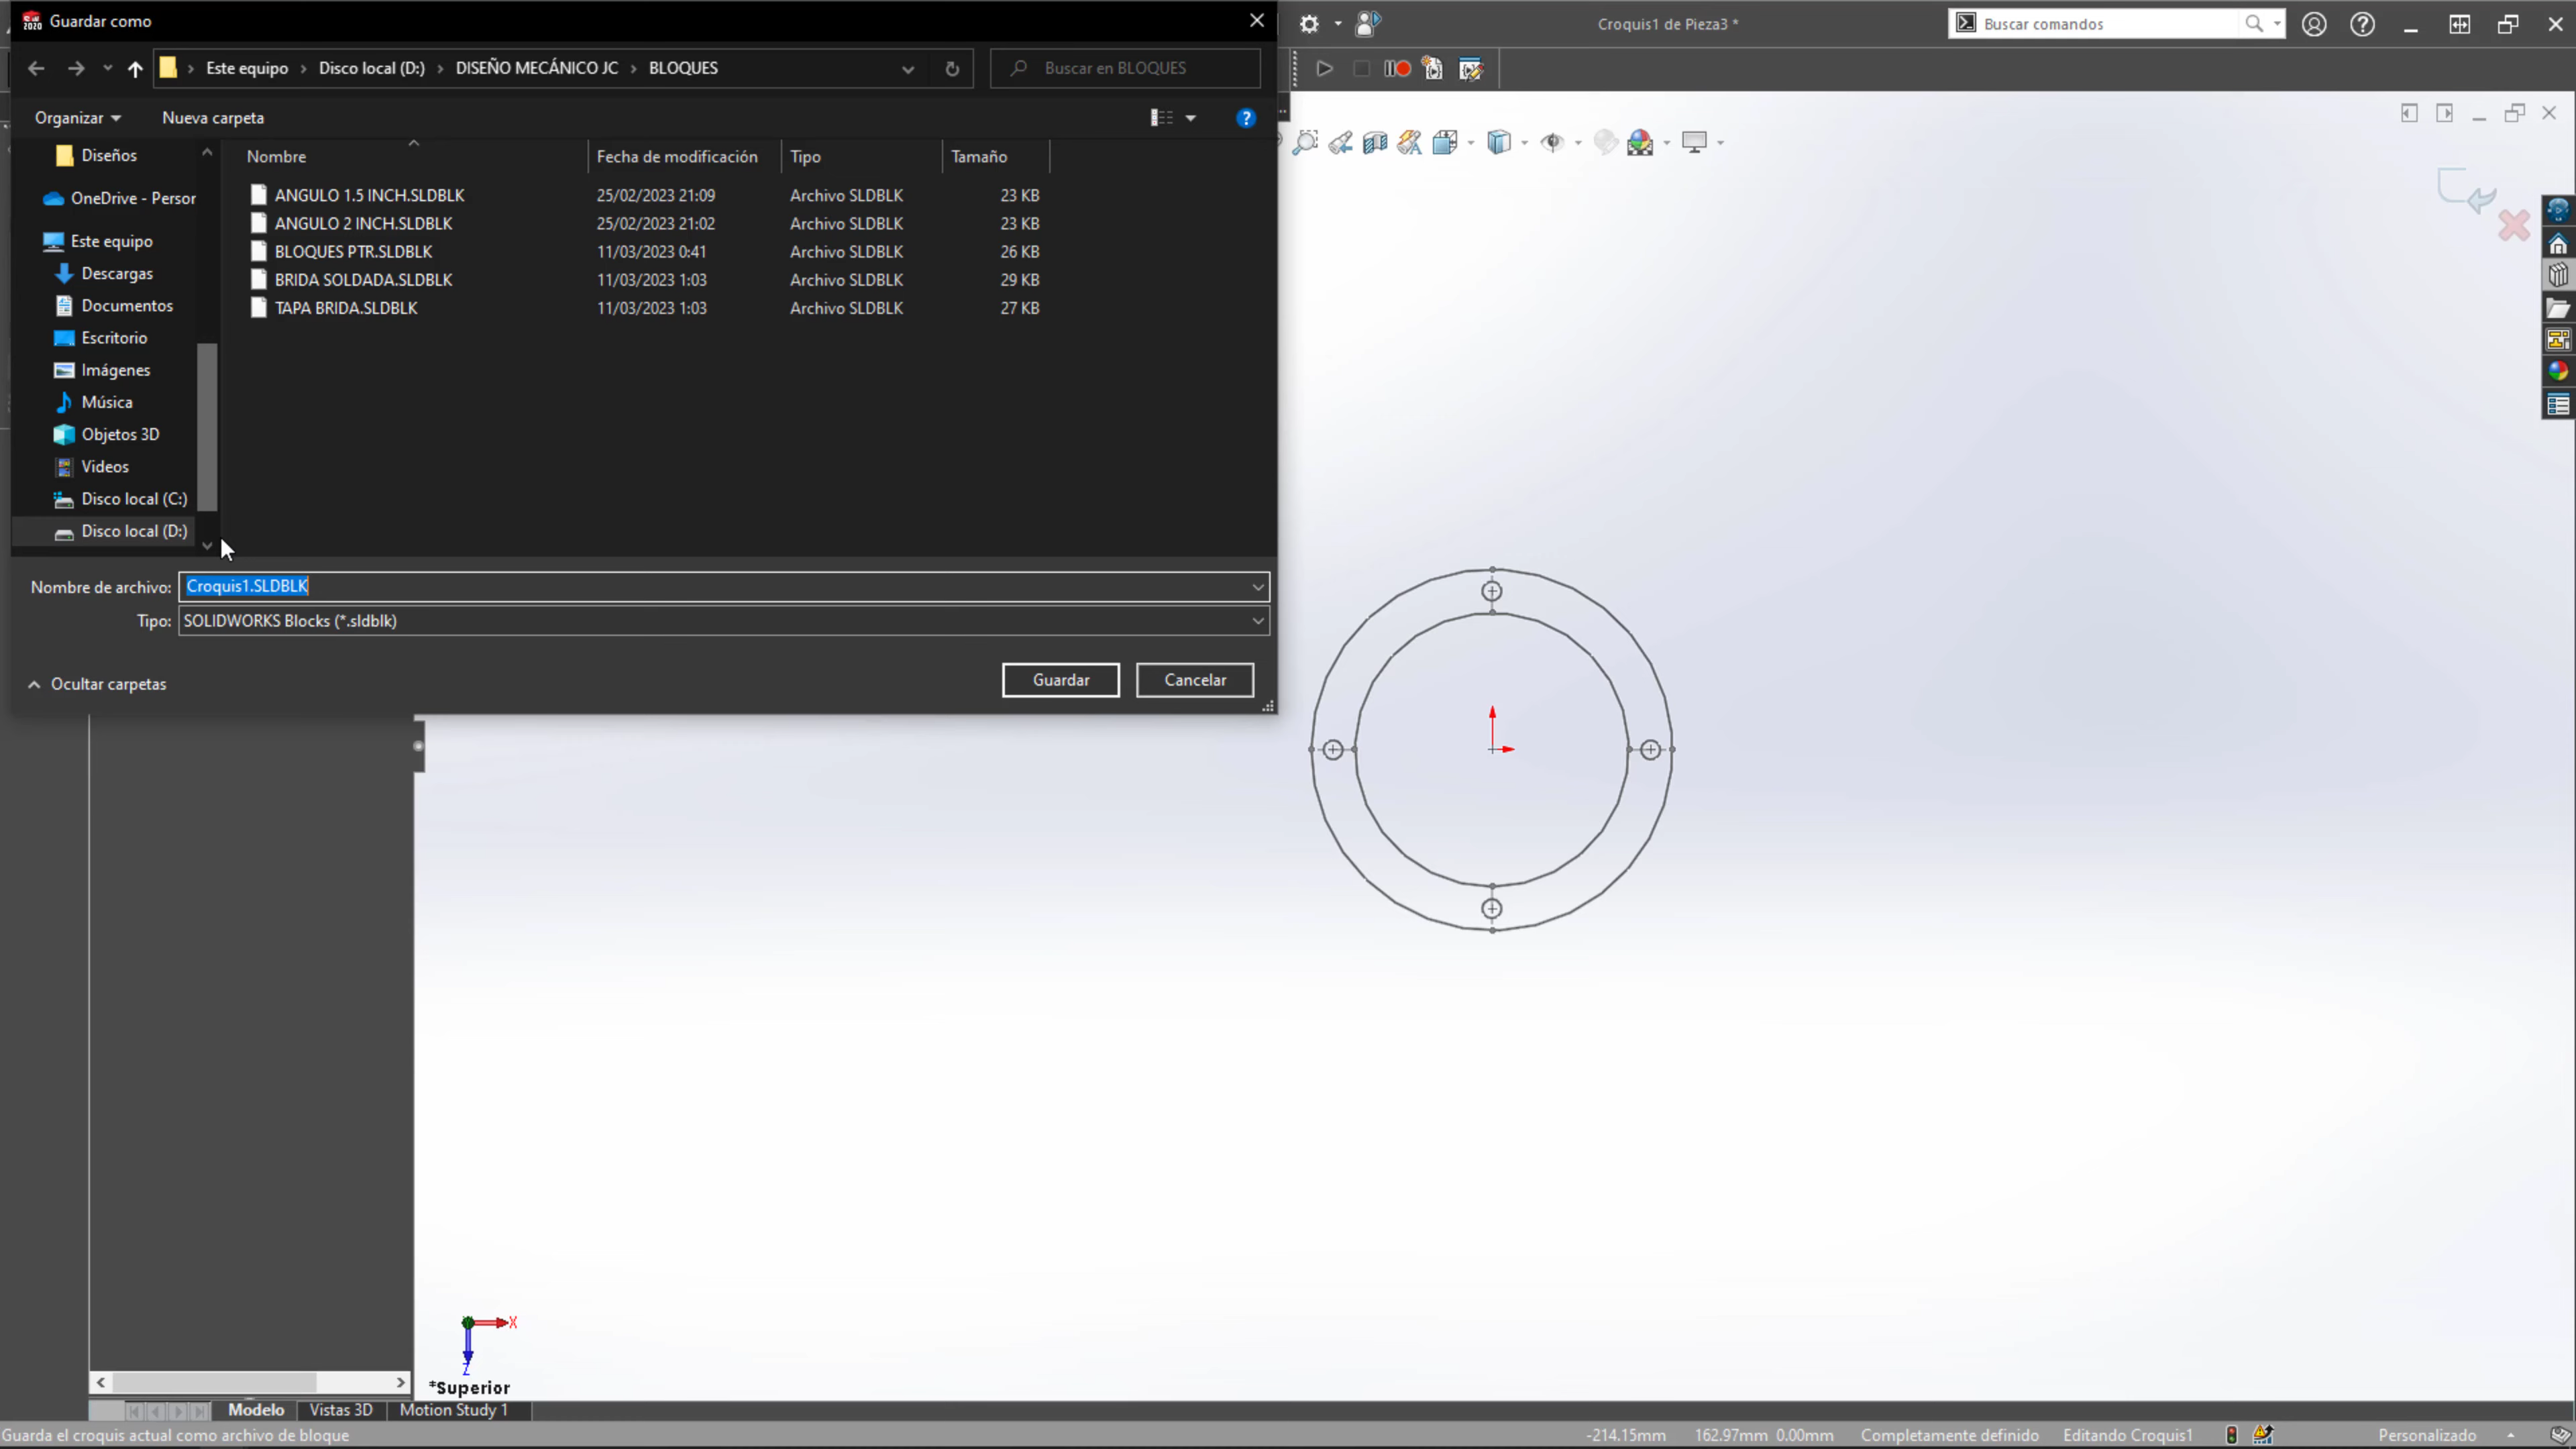 Guardar como
Croquis1 de Pieza3 *
Buscar comandos
Este equipo > Disco local (D:) > DISEÑO MECÁNICO JC > BLOQUES
Buscar en BLOQUES
Organizar
Nueva carpeta
Nombre
Fecha de modificación
Tipo
Tamaño
ANGULO 1.5 INCH.SLDBLK 25/02/2023 21:09 Archivo SLDBLK 23 KB
ANGULO 2 INCH.SLDBLK 25/02/2023 21:02 Archivo SLDBLK 23 KB
BLOQUES PTR.SLDBLK 11/03/2023 0:41 Archivo SLDBLK 26 KB
BRIDA SOLDADA.SLDBLK 11/03/2023 1:03 Archivo SLDBLK 29 KB
TAPA BRIDA.SLDBLK 11/03/2023 1:03 Archivo SLDBLK 27 KB
Diseños
OneDrive - Person
Este equipo
Descargas
Documentos
Escritorio
Imágenes
Música
Objetos 3D
Videos
Disco local (C:)
Disco local (D:)
Nombre de archivo: Croquis1.SLDBLK
Tipo: SOLIDWORKS Blocks (*.sldblk)
Ocultar carpetas
Guardar
Cancelar
X
Z
*Superior
Modelo
Vistas 3D
Motion Study 1
Guarda el croquis actual como archivo de bloque
-214.15mm 162.97mm 0.00mm Completamente definido Editando Croquis1 Personalizado